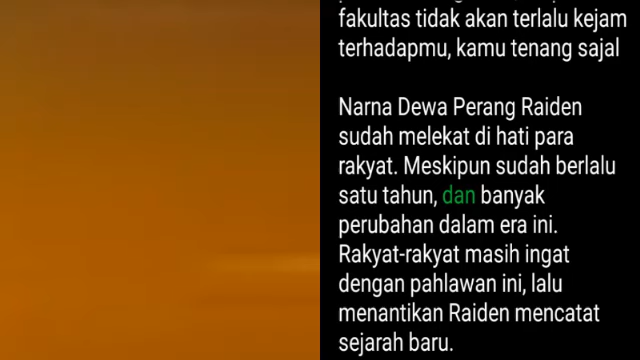 fakultas tidak akan terlalu kejam
terhadapmu, kamu tenang sajal
Narna Dewa Perang Raiden
sudah melekat di hati para
rakyat. Meskipun sudah berlalu
satu tahun, dan banyak
perubahan dalam era ini.
Rakyat-rakyat masih ingat
dengan pahlawan ini, lalu
menantikan Raiden mencatat
sejarah baru.